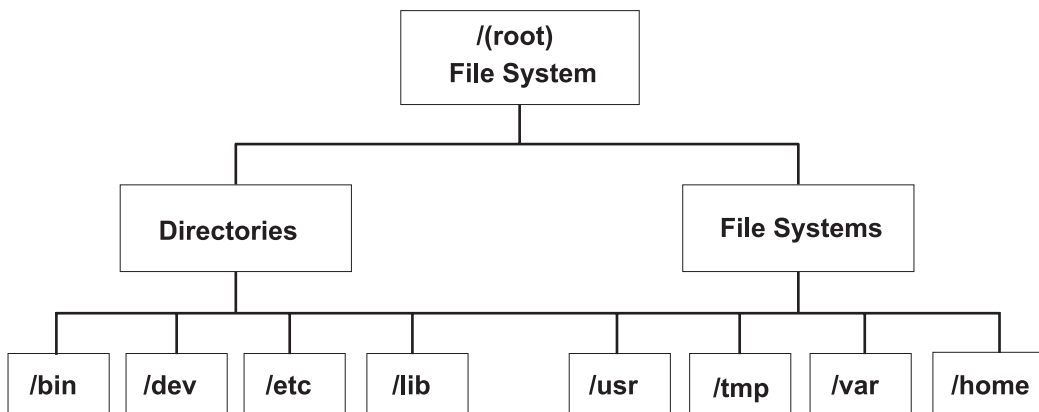 /(root)
File System
Directories
File Systems
/bin
/dev
/etc
/lib
/usr
/tmp
/var
/home